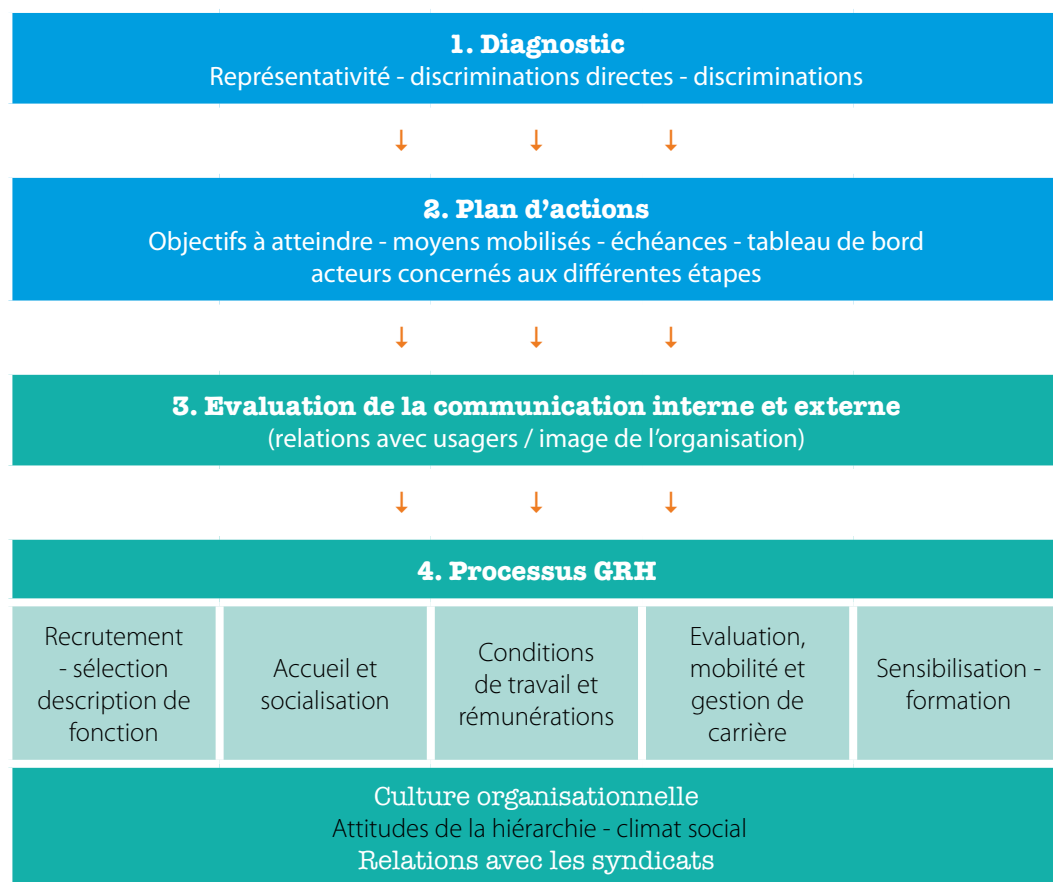 1. Diagnostic
Représentativité - discriminations directes - discriminations
↓ ↓ ↓
2. Plan d’actions
Objectifs à atteindre - moyens mobilisés - échéances - tableau de bord
acteurs concernés aux différentes étapes
↓ ↓ ↓
3. Evaluation de la communication interne et externe
(relations avec usagers / image de l’organisation)
↓ ↓ ↓
4. Processus GRH
Recrutement
- sélection
description de
fonction
Accueil et
socialisation
Conditions
de travail et
rémunérations
Evaluation,
mobilité et
gestion de
carrière
Sensibilisation -
formation
Culture organisationnelle
Attitudes de la hiérarchie - climat social
Relations avec les syndicats